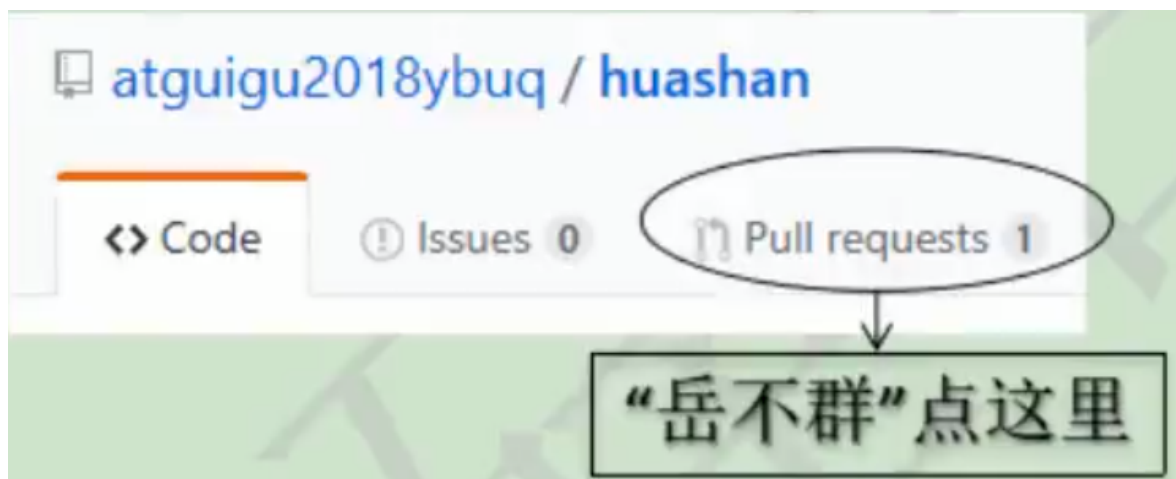 atguigu2018ybuq / huashan
<> Code Issues 0 Pull requests 1
“岳不群”点这里